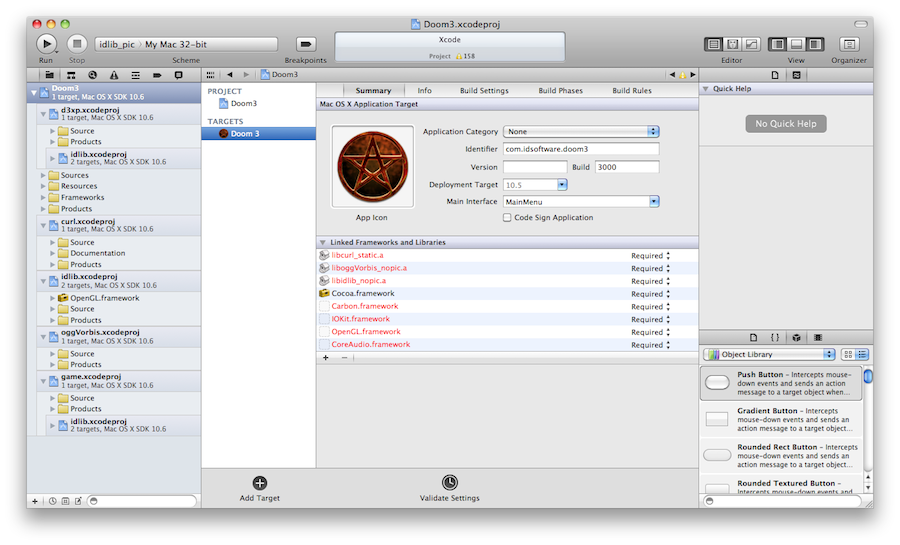 Doom3.xcodeproj
idlib_pic My Mac 32-bit
Xcode
Project 158
Run Stop Scheme Breakpoints Editor View Organizer
Doom3
1 target, Mac OS X SDK 10.6
d3xp.xcodeproj
1 target, Mac OS X SDK 10.6
Source
Products
idlib.xcodeproj
2 targets, Mac OS X SDK 10.6
Sources
Resources
Frameworks
Products
curl.xcodeproj
1 target, Mac OS X SDK 10.6
Source
Documentation
Products
idlib.xcodeproj
2 targets, Mac OS X SDK 10.6
OpenGL.framework
Source
Products
oggVorbis.xcodeproj
1 target, Mac OS X SDK 10.6
Source
Products
game.xcodeproj
1 target, Mac OS X SDK 10.6
Source
Products
idlib.xcodeproj
2 targets, Mac OS X SDK 10.6
Doom3
PROJECT
Doom3
TARGETS
Doom 3
Add Target
Summary Info Build Settings Build Phases Build Rules
Mac OS X Application Target
App Icon
Application Category None
Identifier com.idsoftware.doom3
Version Build 3000
Deployment Target 10.5
Main Interface MainMenu
Code Sign Application
Linked Frameworks and Libraries
libcurl_static.a Required
liboggVorbis_nopic.a Required
libidlib_nopic.a Required
Cocoa.framework Required
Carbon.framework Required
IOKit.framework Required
OpenGL.framework Required
CoreAudio.framework Required
Validate Settings
Quick Help
No Quick Help
Object Library
Push Button – Intercepts mouse-
down events and sends an action
message to a target object when...
Gradient Button – Intercepts
mouse-down events and sends an
action message to a target object...
Rounded Rect Button – Intercepts
mouse-down events and sends an
action message to a target object...
Rounded Textured Button –
Intercepts mouse-down events and